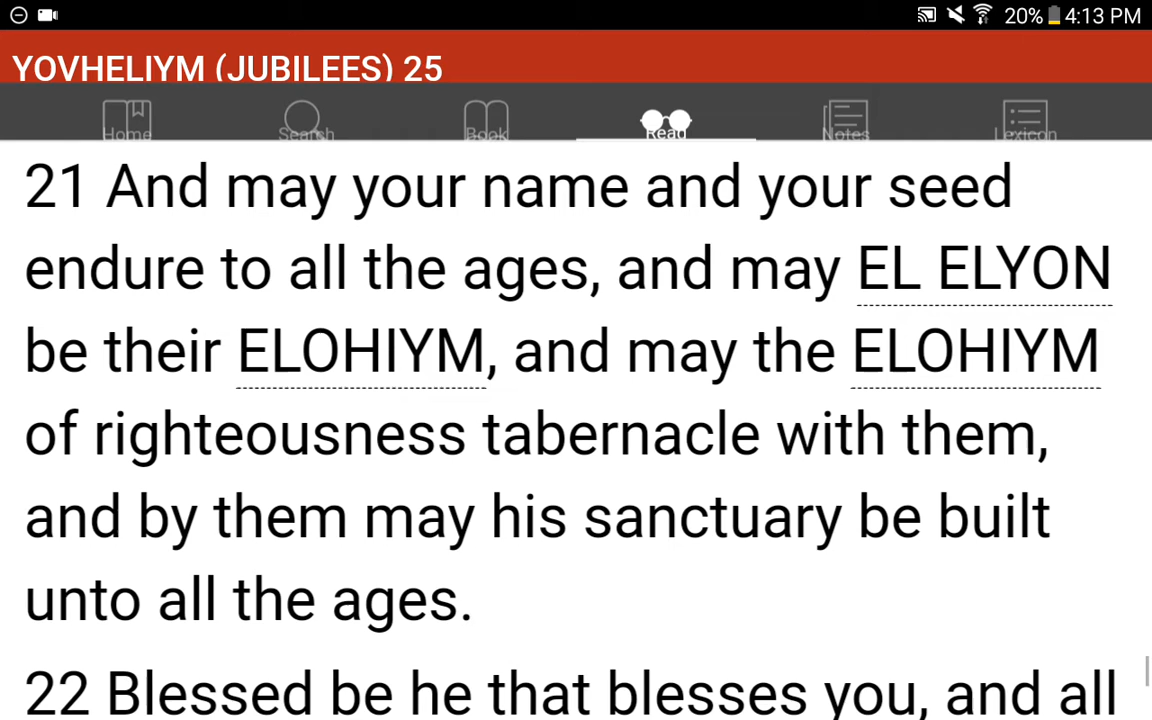 20% 4:13 PM
YOVHELIYM (JUBILEES) 25
Home Search Book Read Notes Lexicon
21 And may your name and your seed
endure to all the ages, and may EL ELYON
be their ELOHIYM, and may the ELOHIYM
of righteousness tabernacle with them,
and by them may his sanctuary be built
unto all the ages.
22 Blessed be he that blesses you, and all